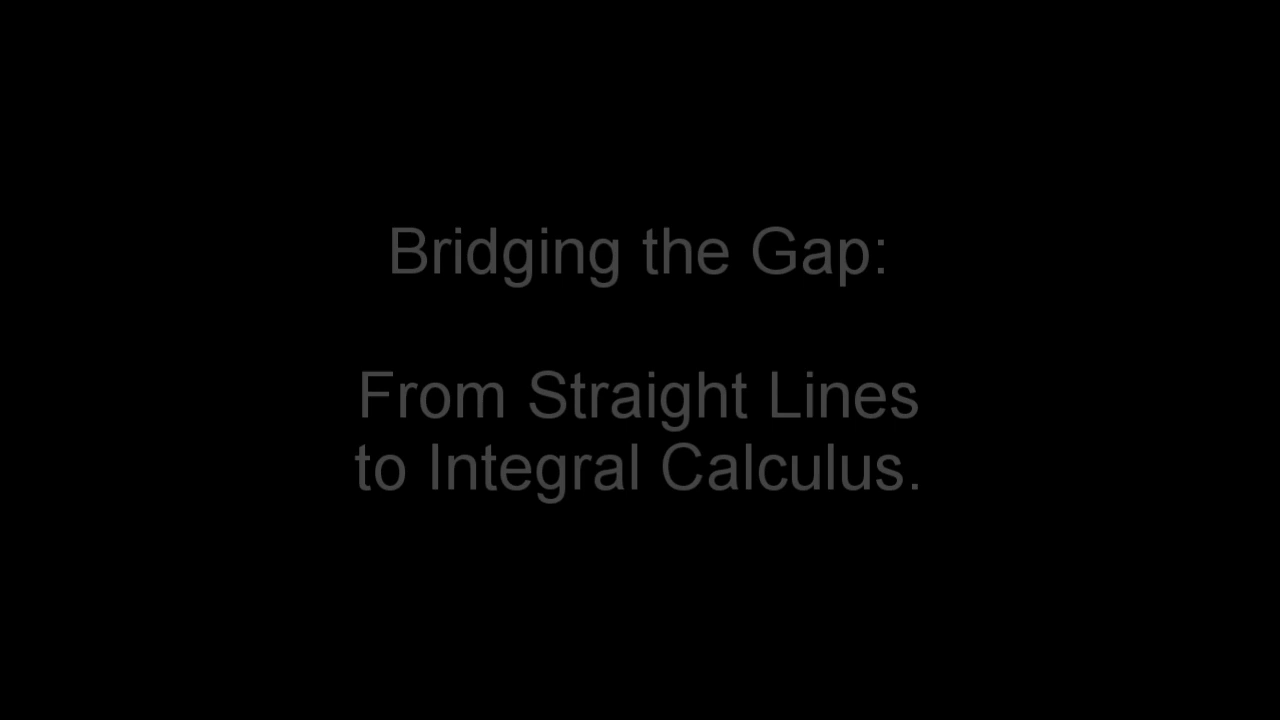 Bridging the Gap:
From Straight Lines
to Integral Calculus.